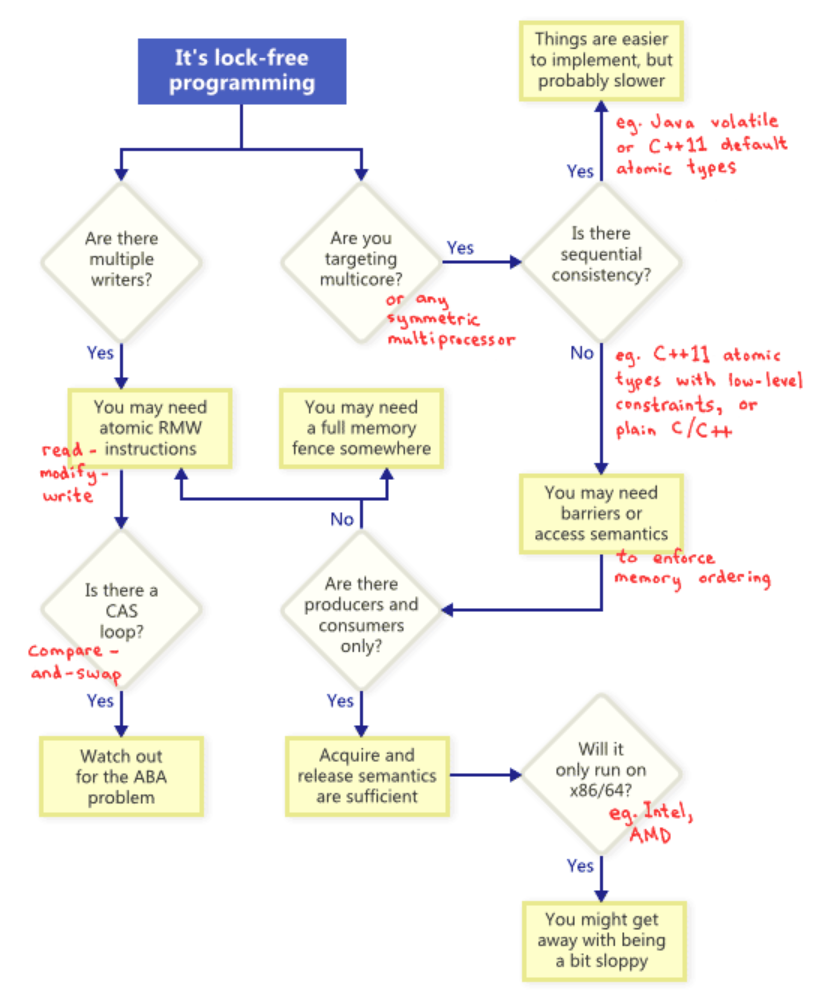 It's lock-free
programming
Things are easier
to implement, but
probably slower
eg. Java volatile
or C++11 default
atomic types
Yes
Are there
multiple
writers?
Are you
targeting
multicore?
or any
symmetric
multiprocessor
Yes
Is there
sequential
consistency?
Yes
No
eg. C++11 atomic
types with low-level
constraints, or
plain C/C++
You may need
atomic RMW
instructions
read-
modify-
write
You may need
a full memory
fence somewhere
You may need
barriers or
access semantics
to enforce
memory ordering
No
Is there a
CAS
loop?
Compare-
and-swap
Are there
producers and
consumers
only?
Yes
Yes
Watch out
for the ABA
problem
Acquire and
release semantics
are sufficient
Will it
only run on
x86/64?
eg. Intel,
AMD
Yes
You might get
away with being
a bit sloppy